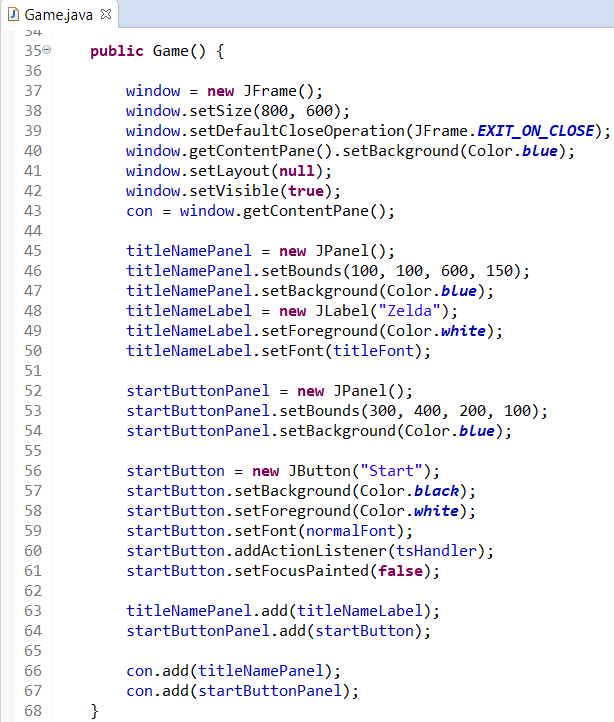 Game.java
34
35 public Game() {
36
37 window = new JFrame();
38 window.setSize(800, 600);
39 window.setDefaultCloseOperation(JFrame.EXIT_ON_CLOSE);
40 window.getContentPane().setBackground(Color.blue);
41 window.setLayout(null);
42 window.setVisible(true);
43 con = window.getContentPane();
44
45 titleNamePanel = new JPanel();
46 titleNamePanel.setBounds(100, 100, 600, 150);
47 titleNamePanel.setBackground(Color.blue);
48 titleNameLabel = new JLabel("Zelda");
49 titleNameLabel.setForeground(Color.white);
50 titleNameLabel.setFont(titleFont);
51
52 startButtonPanel = new JPanel();
53 startButtonPanel.setBounds(300, 400, 200, 100);
54 startButtonPanel.setBackground(Color.blue);
55
56 startButton = new JButton("Start");
57 startButton.setBackground(Color.black);
58 startButton.setForeground(Color.white);
59 startButton.setFont(normalFont);
60 startButton.addActionListener(tsHandler);
61 startButton.setFocusPainted(false);
62
63 titleNamePanel.add(titleNameLabel);
64 startButtonPanel.add(startButton);
65
66 con.add(titleNamePanel);
67 con.add(startButtonPanel);
68 }